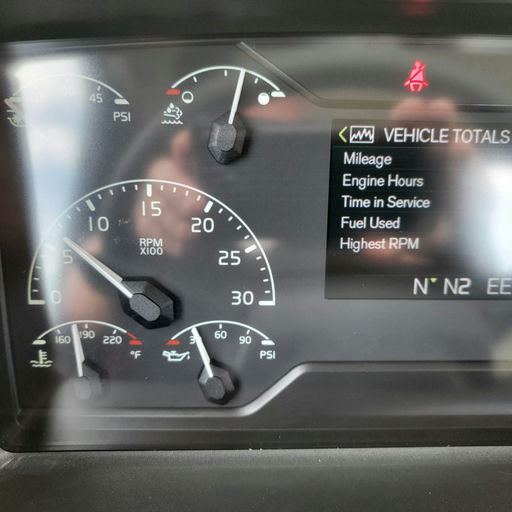 45
PSI
VEHICLE TOTALS
Mileage
Engine Hours
Time in Service
Fuel Used
Highest RPM
N N2 EE
0 5 10 15 20 25 30
RPM
X100
160 190 220
°F
60 90
PSI